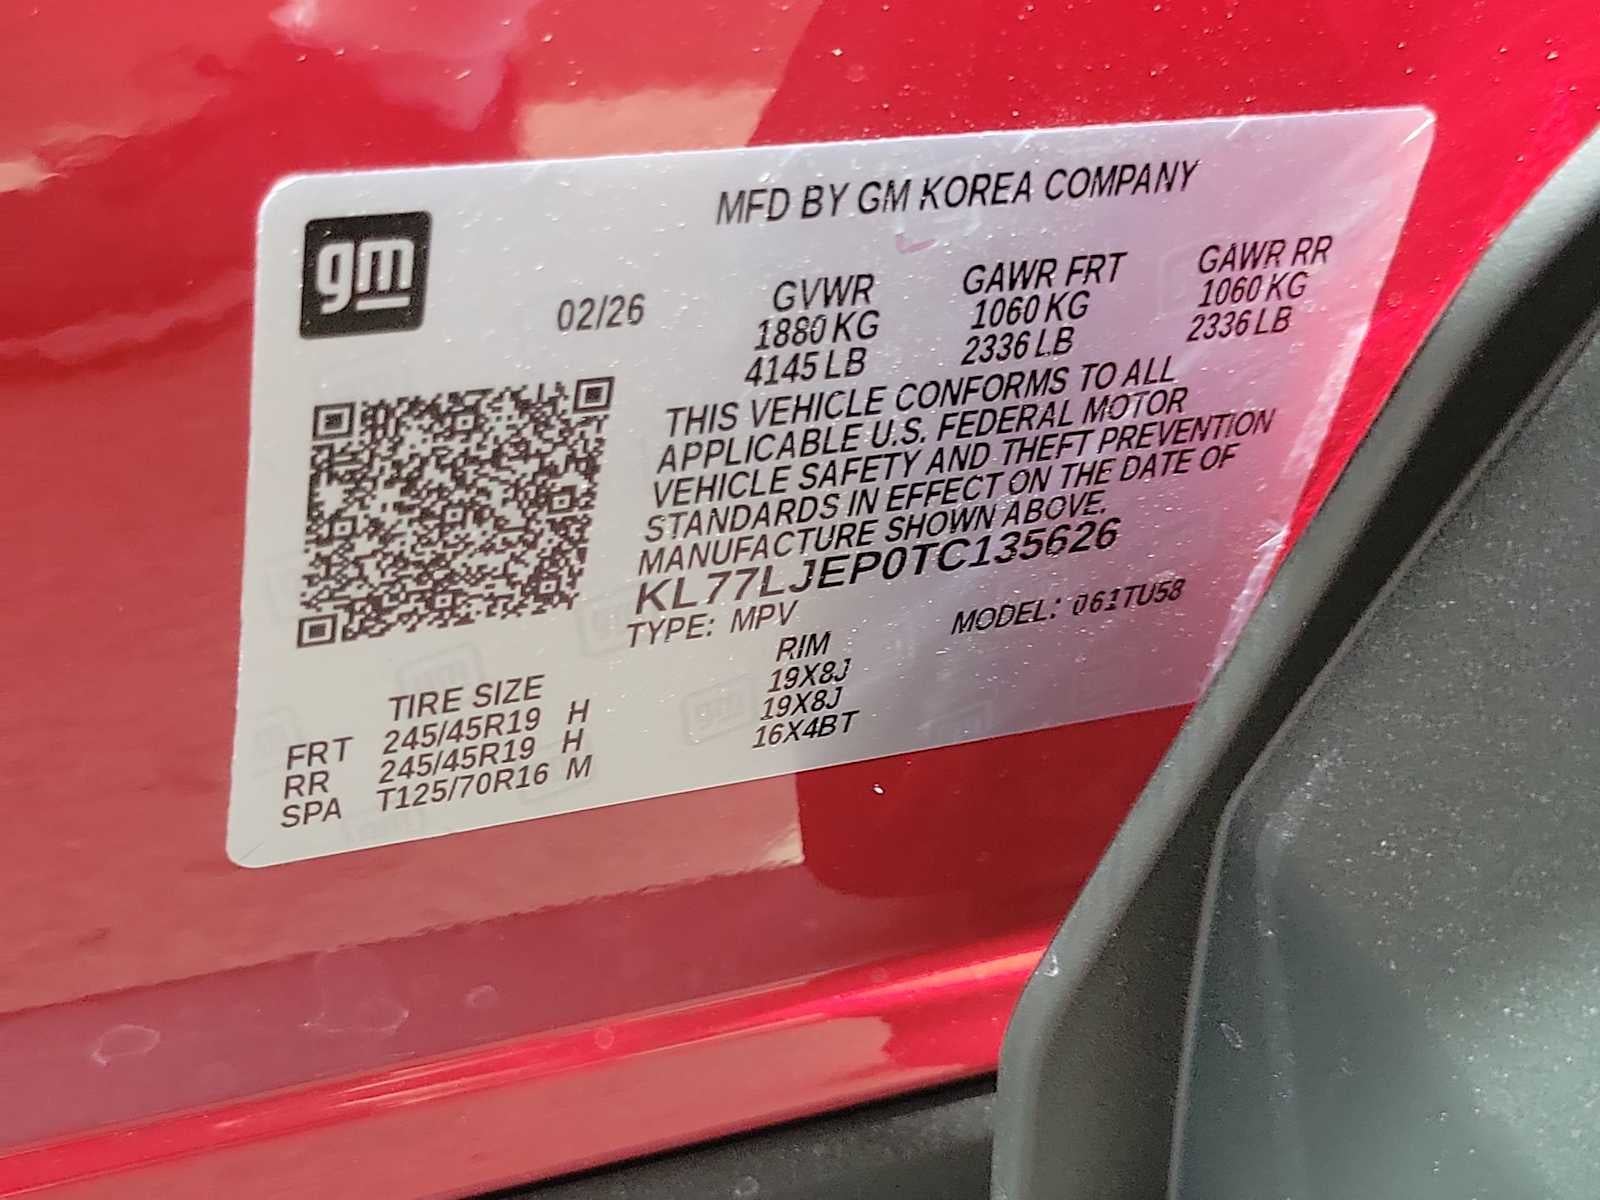 gm
MFD BY GM KOREA COMPANY
02/26
GVWR GAWR FRT GAWR RR
1880 KG 1060 KG 1060 KG
4145 LB 2336 LB 2336 LB
THIS VEHICLE CONFORMS TO ALL
APPLICABLE U.S. FEDERAL MOTOR
VEHICLE SAFETY AND THEFT PREVENTION
STANDARDS IN EFFECT ON THE DATE OF
MANUFACTURE SHOWN ABOVE.
KL77LJEP0TC135626
TYPE: MPV MODEL: 061TU58
TIRE SIZE RIM
FRT 245/45R19 H 19X8J
RR 245/45R19 H 19X8J
SPA T125/70R16 M 16X4BT